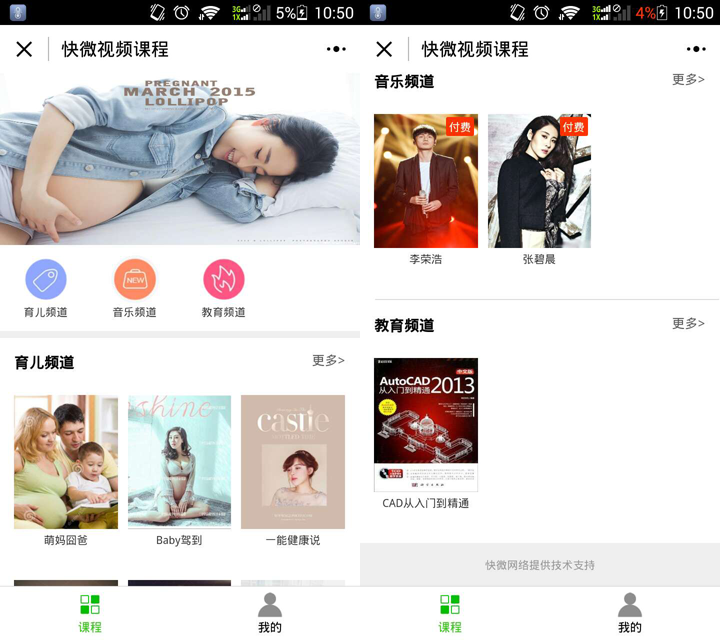 3G
1X
5%
10:50
快微视频课程
PREGNANT
MARCH 2015
LOLLIPOP
NEW
育儿频道
音乐频道
教育频道
育儿频道
更多>
shine
castle
萌妈囧爸
Baby驾到
一能健康说
课程
我的
3G
1X
4%
10:50
快微视频课程
音乐频道
更多>
付费
付费
李荣浩
张碧晨
教育频道
更多>
中文版
AutoCAD 2013
从入门到精通
CAD从入门到精通
快微网络提供技术支持
课程
我的